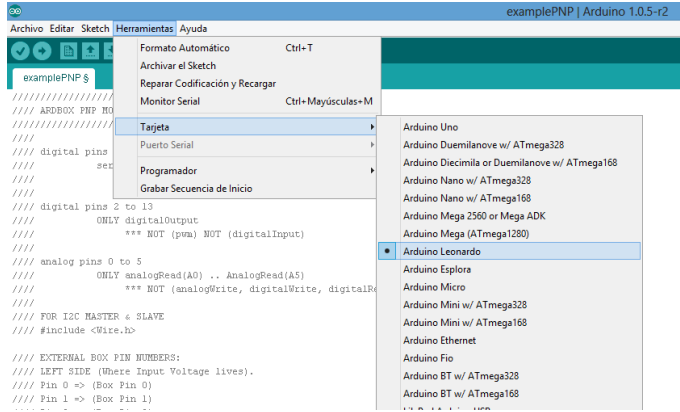 examplePNP | Arduino 1.0.5-r2
Archivo Editar Sketch Herramientas Ayuda
Formato Automático Ctrl+T
Archivar el Sketch
Reparar Codificación y Recargar
Monitor Serial Ctrl+Mayúsculas+M
Tarjeta
Puerto Serial
Programador
Grabar Secuencia de Inicio
Arduino Uno
Arduino Duemilanove w/ ATmega328
Arduino Diecimila or Duemilanove w/ ATmega168
Arduino Nano w/ ATmega328
Arduino Nano w/ ATmega168
Arduino Mega 2560 or Mega ADK
Arduino Mega (ATmega1280)
Arduino Leonardo
Arduino Esplora
Arduino Micro
Arduino Mini w/ ATmega328
Arduino Mini w/ ATmega168
Arduino Ethernet
Arduino Fio
Arduino BT w/ ATmega328
Arduino BT w/ ATmega168
examplePNP §
//////////////////
//// ARDBOX PNP
//////////////////
////
//// digital pins
////
////
////
//// digital pins 2 to 13
//// ONLY digitalOutput
//// *** NOT (pwm) NOT (digitalInput)
////
//// analog pins 0 to 5
//// ONLY analogRead(A0) .. AnalogRead(A5)
//// *** NOT (analogWrite, digitalWrite,
////
//// FOR I2C MASTER & SLAVE
//// #include <Wire.h>
//// EXTERNAL BOX PIN NUMBERS:
//// LEFT SIDE (Where Input Voltage lives).
//// Pin 0 => (Box Pin 0)
//// Pin 1 => (Box Pin 1)